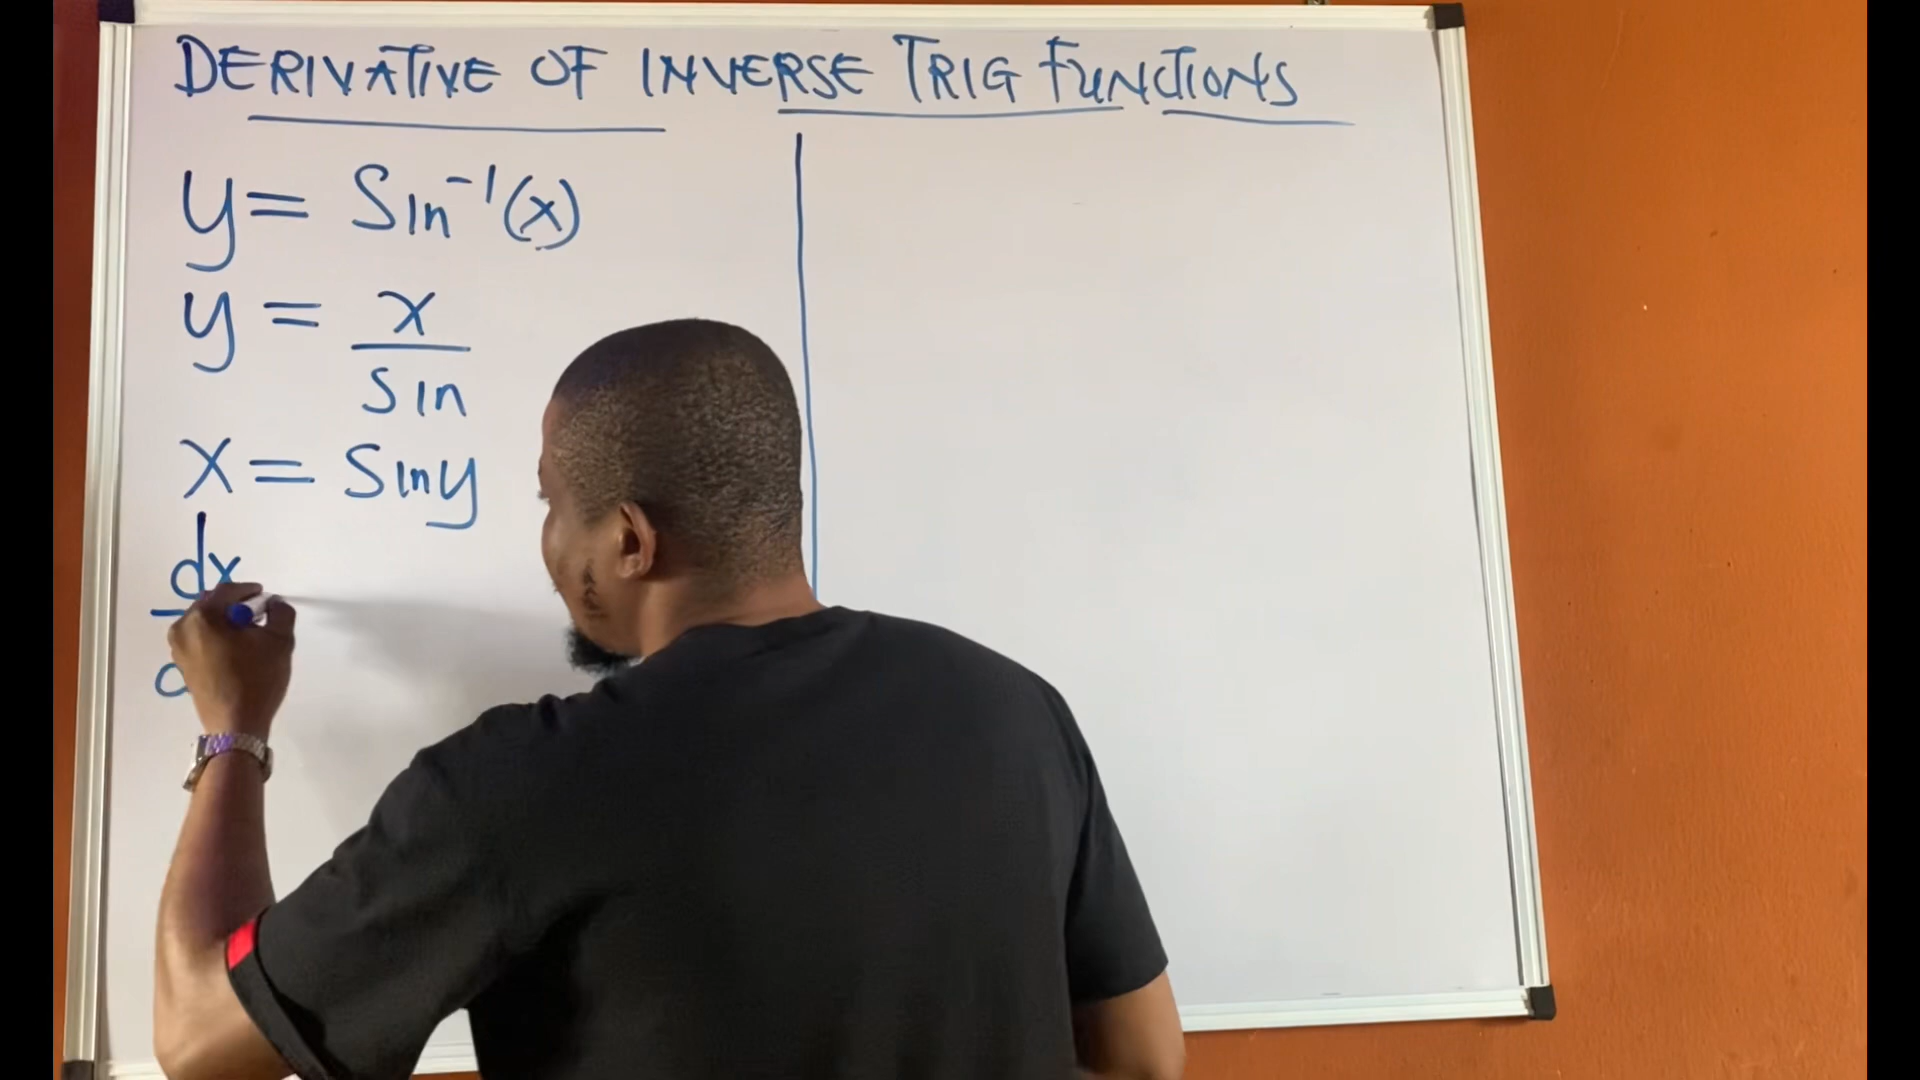 DERIVATIVE OF INVERSE TRIG FUNCTIONS
y = Sin⁻¹(x)
y = x
Sin
x = Siny
dx